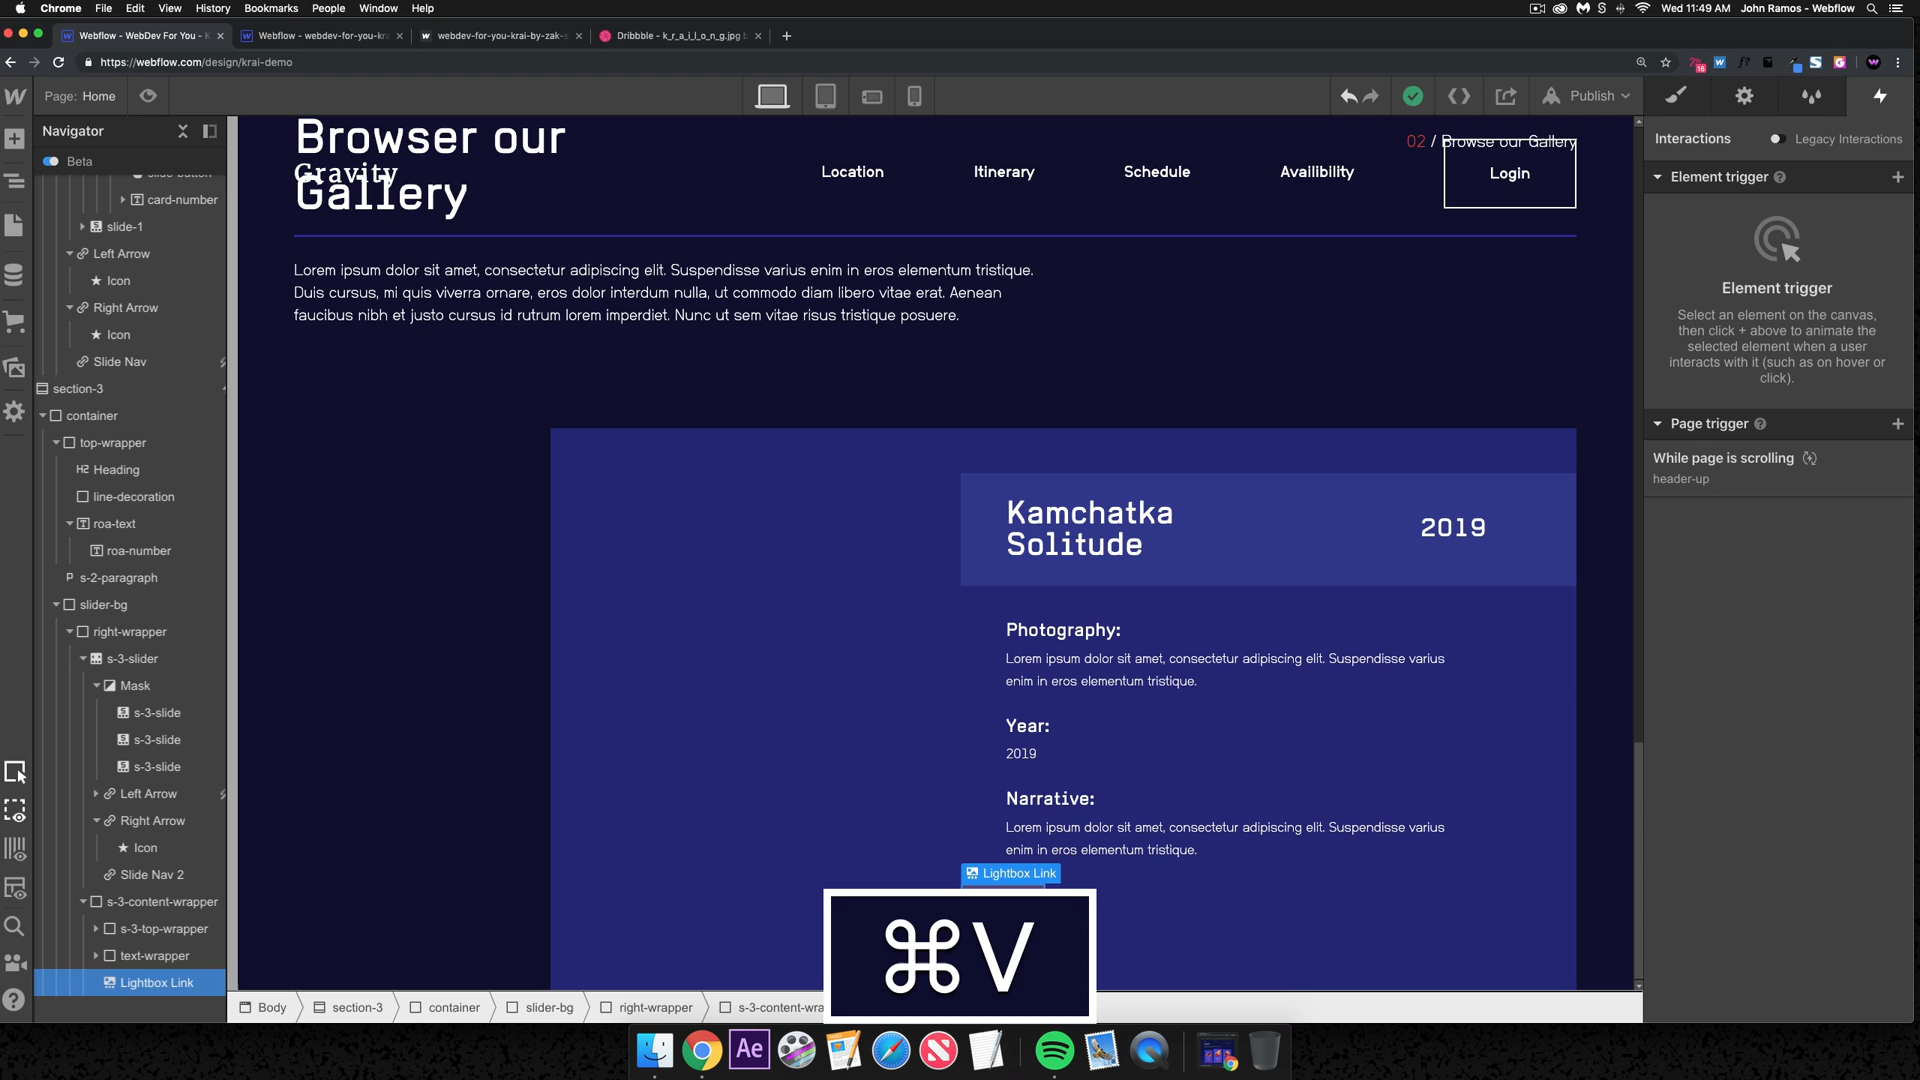 Chrome File Edit View History Bookmarks People Window Help
Wed 11:49 AM John Ramos - Webflow
Webflow - WebDev For You - K
Webflow - webdev-for-you-kra
webdev-for-you-krai-by-zak-s
Dribbble - k_r_a_i_l_o_n_g.jpg b
https://webflow.com/design/krai-demo
16
Page: Home
Publish
Navigator
Beta
slide-button
card-number
slide-1
Left Arrow
Icon
Right Arrow
Icon
Slide Nav
section-3
container
top-wrapper
H2 Heading
line-decoration
roa-text
roa-number
P s-2-paragraph
slider-bg
right-wrapper
s-3-slider
Mask
s-3-slide
s-3-slide
s-3-slide
Left Arrow
Right Arrow
Icon
Slide Nav 2
s-3-content-wrapper
s-3-top-wrapper
text-wrapper
Lightbox Link
Browser our
Gallery
Gravity
Location
Itinerary
Schedule
Availibility
02 / Browse our Gallery
Login
Lorem ipsum dolor sit amet, consectetur adipiscing elit. Suspendisse varius enim in eros elementum tristique.
Duis cursus, mi quis viverra ornare, eros dolor interdum nulla, ut commodo diam libero vitae erat. Aenean
faucibus nibh et justo cursus id rutrum lorem imperdiet. Nunc ut sem vitae risus tristique posuere.
Kamchatka
Solitude
2019
Photography:
Lorem ipsum dolor sit amet, consectetur adipiscing elit. Suspendisse varius
enim in eros elementum tristique.
Year:
2019
Narrative:
Lorem ipsum dolor sit amet, consectetur adipiscing elit. Suspendisse varius
enim in eros elementum tristique.
Lightbox Link
⌘V
Body
section-3
container
slider-bg
right-wrapper
s-3-content-wra
Interactions
Legacy Interactions
Element trigger
Element trigger
Select an element on the canvas,
then click + above to animate the
selected element when a user
interacts with it (such as on hover or
click).
Page trigger
While page is scrolling
header-up
Ae